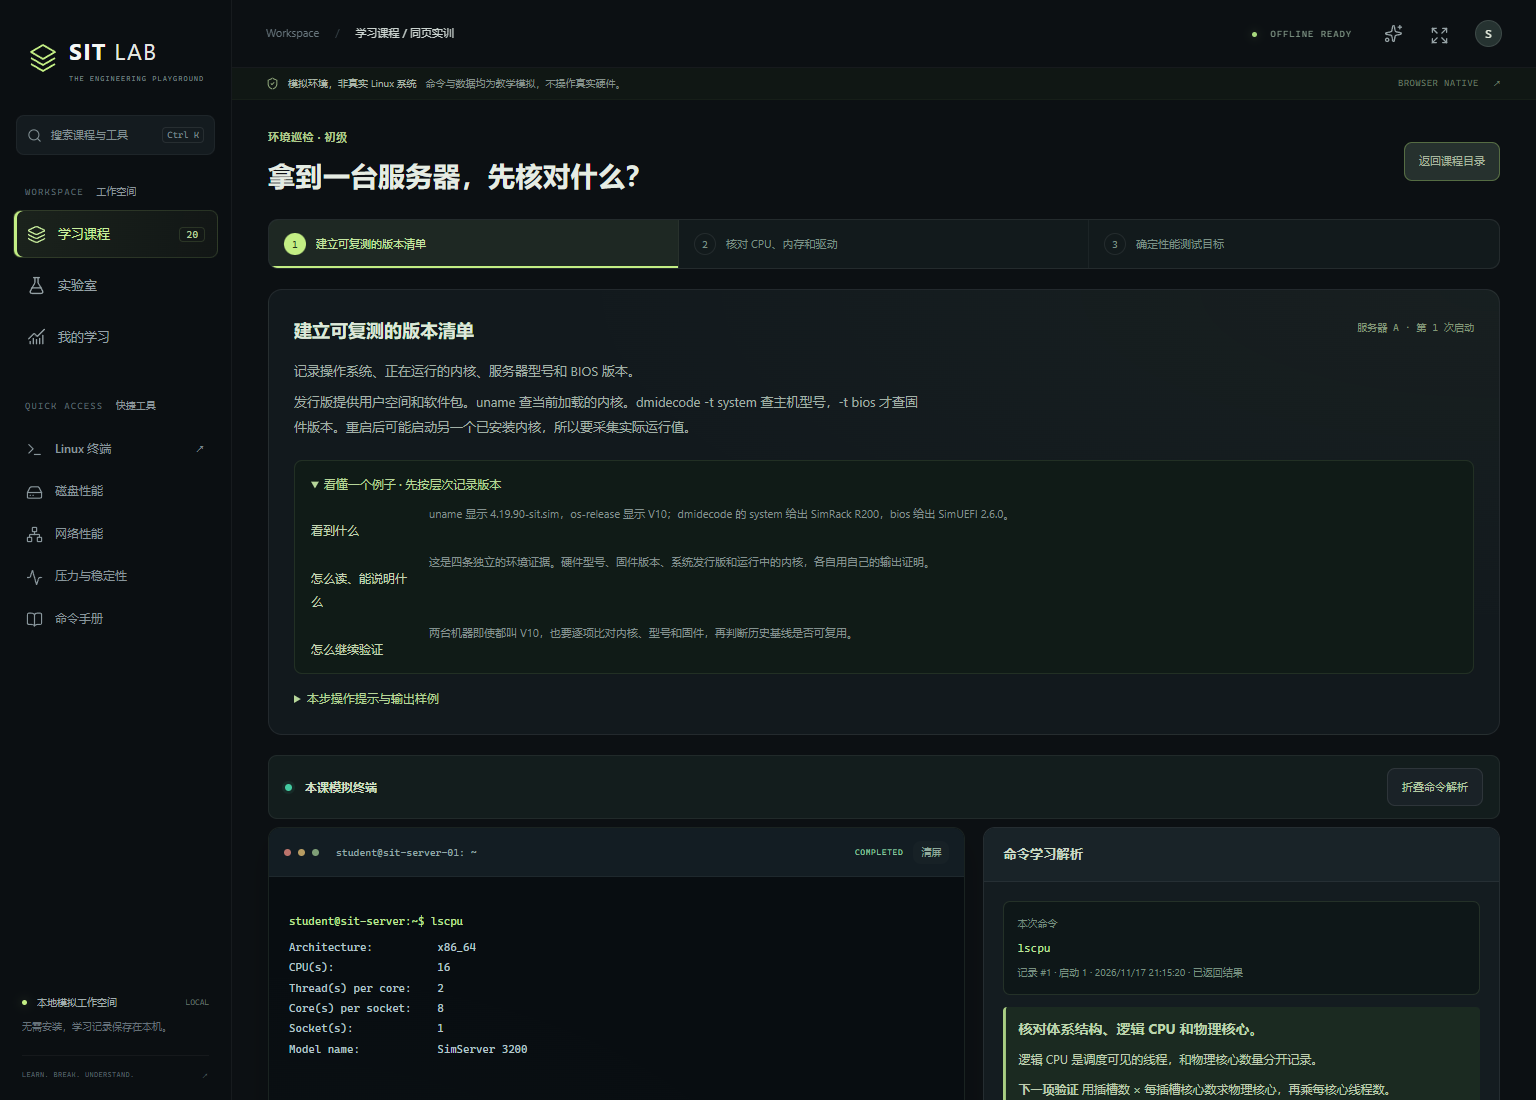 SIT LAB
THE ENGINEERING PLAYGROUND
搜索课程与工具 Ctrl K
WORKSPACE 工作空间
学习课程 20
实验室
我的学习
QUICK ACCESS 快捷工具
Linux 终端 ↗
磁盘性能
网络性能
压力与稳定性
命令手册
本地模拟工作空间 LOCAL
无需安装，学习记录保存在本机。
LEARN. BREAK. UNDERSTAND. ↗
Workspace / 学习课程 / 同页实训
OFFLINE READY
S
模拟环境，非真实 Linux 系统 命令与数据均为教学模拟，不操作真实硬件。
BROWSER NATIVE ↗
环境巡检 · 初级
拿到一台服务器，先核对什么？
返回课程目录
1 建立可复测的版本清单
2 核对 CPU、内存和驱动
3 确定性能测试目标
建立可复测的版本清单
服务器 A · 第 1 次启动
记录操作系统、正在运行的内核、服务器型号和 BIOS 版本。
发行版提供用户空间和软件包。uname 查当前加载的内核。dmidecode -t system 查主机型号，-t bios 才查固
件版本。重启后可能启动另一个已安装内核，所以要采集实际运行值。
▼ 看懂一个例子 · 先按层次记录版本
看到什么
uname 显示 4.19.90-sit.sim，os-release 显示 V10；dmidecode 的 system 给出 SimRack R200，bios 给出 SimUEFI 2.6.0。
怎么读、能说明什
么
这是四条独立的环境证据。硬件型号、固件版本、系统发行版和运行中的内核，各自用自己的输出证明。
怎么继续验证
两台机器即使都叫 V10，也要逐项比对内核、型号和固件，再判断历史基线是否可复用。
▶ 本步操作提示与输出样例
本课模拟终端
折叠命令解析
student@sit-server-01: ~
COMPLETED 清屏
student@sit-server:~$ lscpu
Architecture: x86_64
CPU(s): 16
Thread(s) per core: 2
Core(s) per socket: 8
Socket(s): 1
Model name: SimServer 3200
命令学习解析
本次命令
lscpu
记录 #1 · 启动 1 · 2026/11/17 21:15:20 · 已返回结果
核对体系结构、逻辑 CPU 和物理核心。
逻辑 CPU 是调度可见的线程，和物理核心数量分开记录。
下一项验证 用插槽数 × 每插槽核心数求物理核心，再乘每核心线程数。